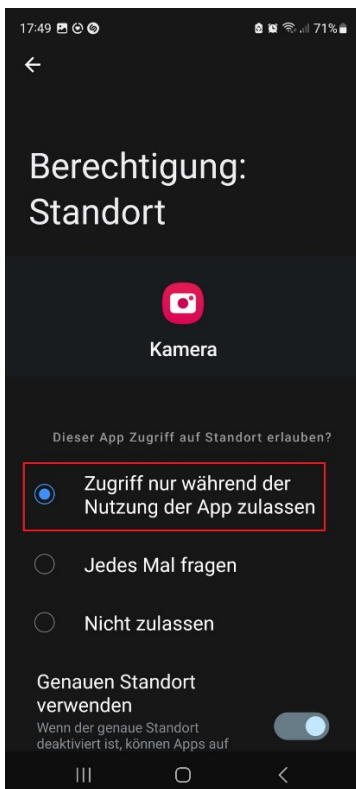 17:49 71%
Berechtigung:
Standort
Kamera
Dieser App Zugriff auf Standort erlauben?
Zugriff nur während der
Nutzung der App zulassen
Jedes Mal fragen
Nicht zulassen
Genauen Standort
verwenden
Wenn der genaue Standort
deaktiviert ist, können Apps auf